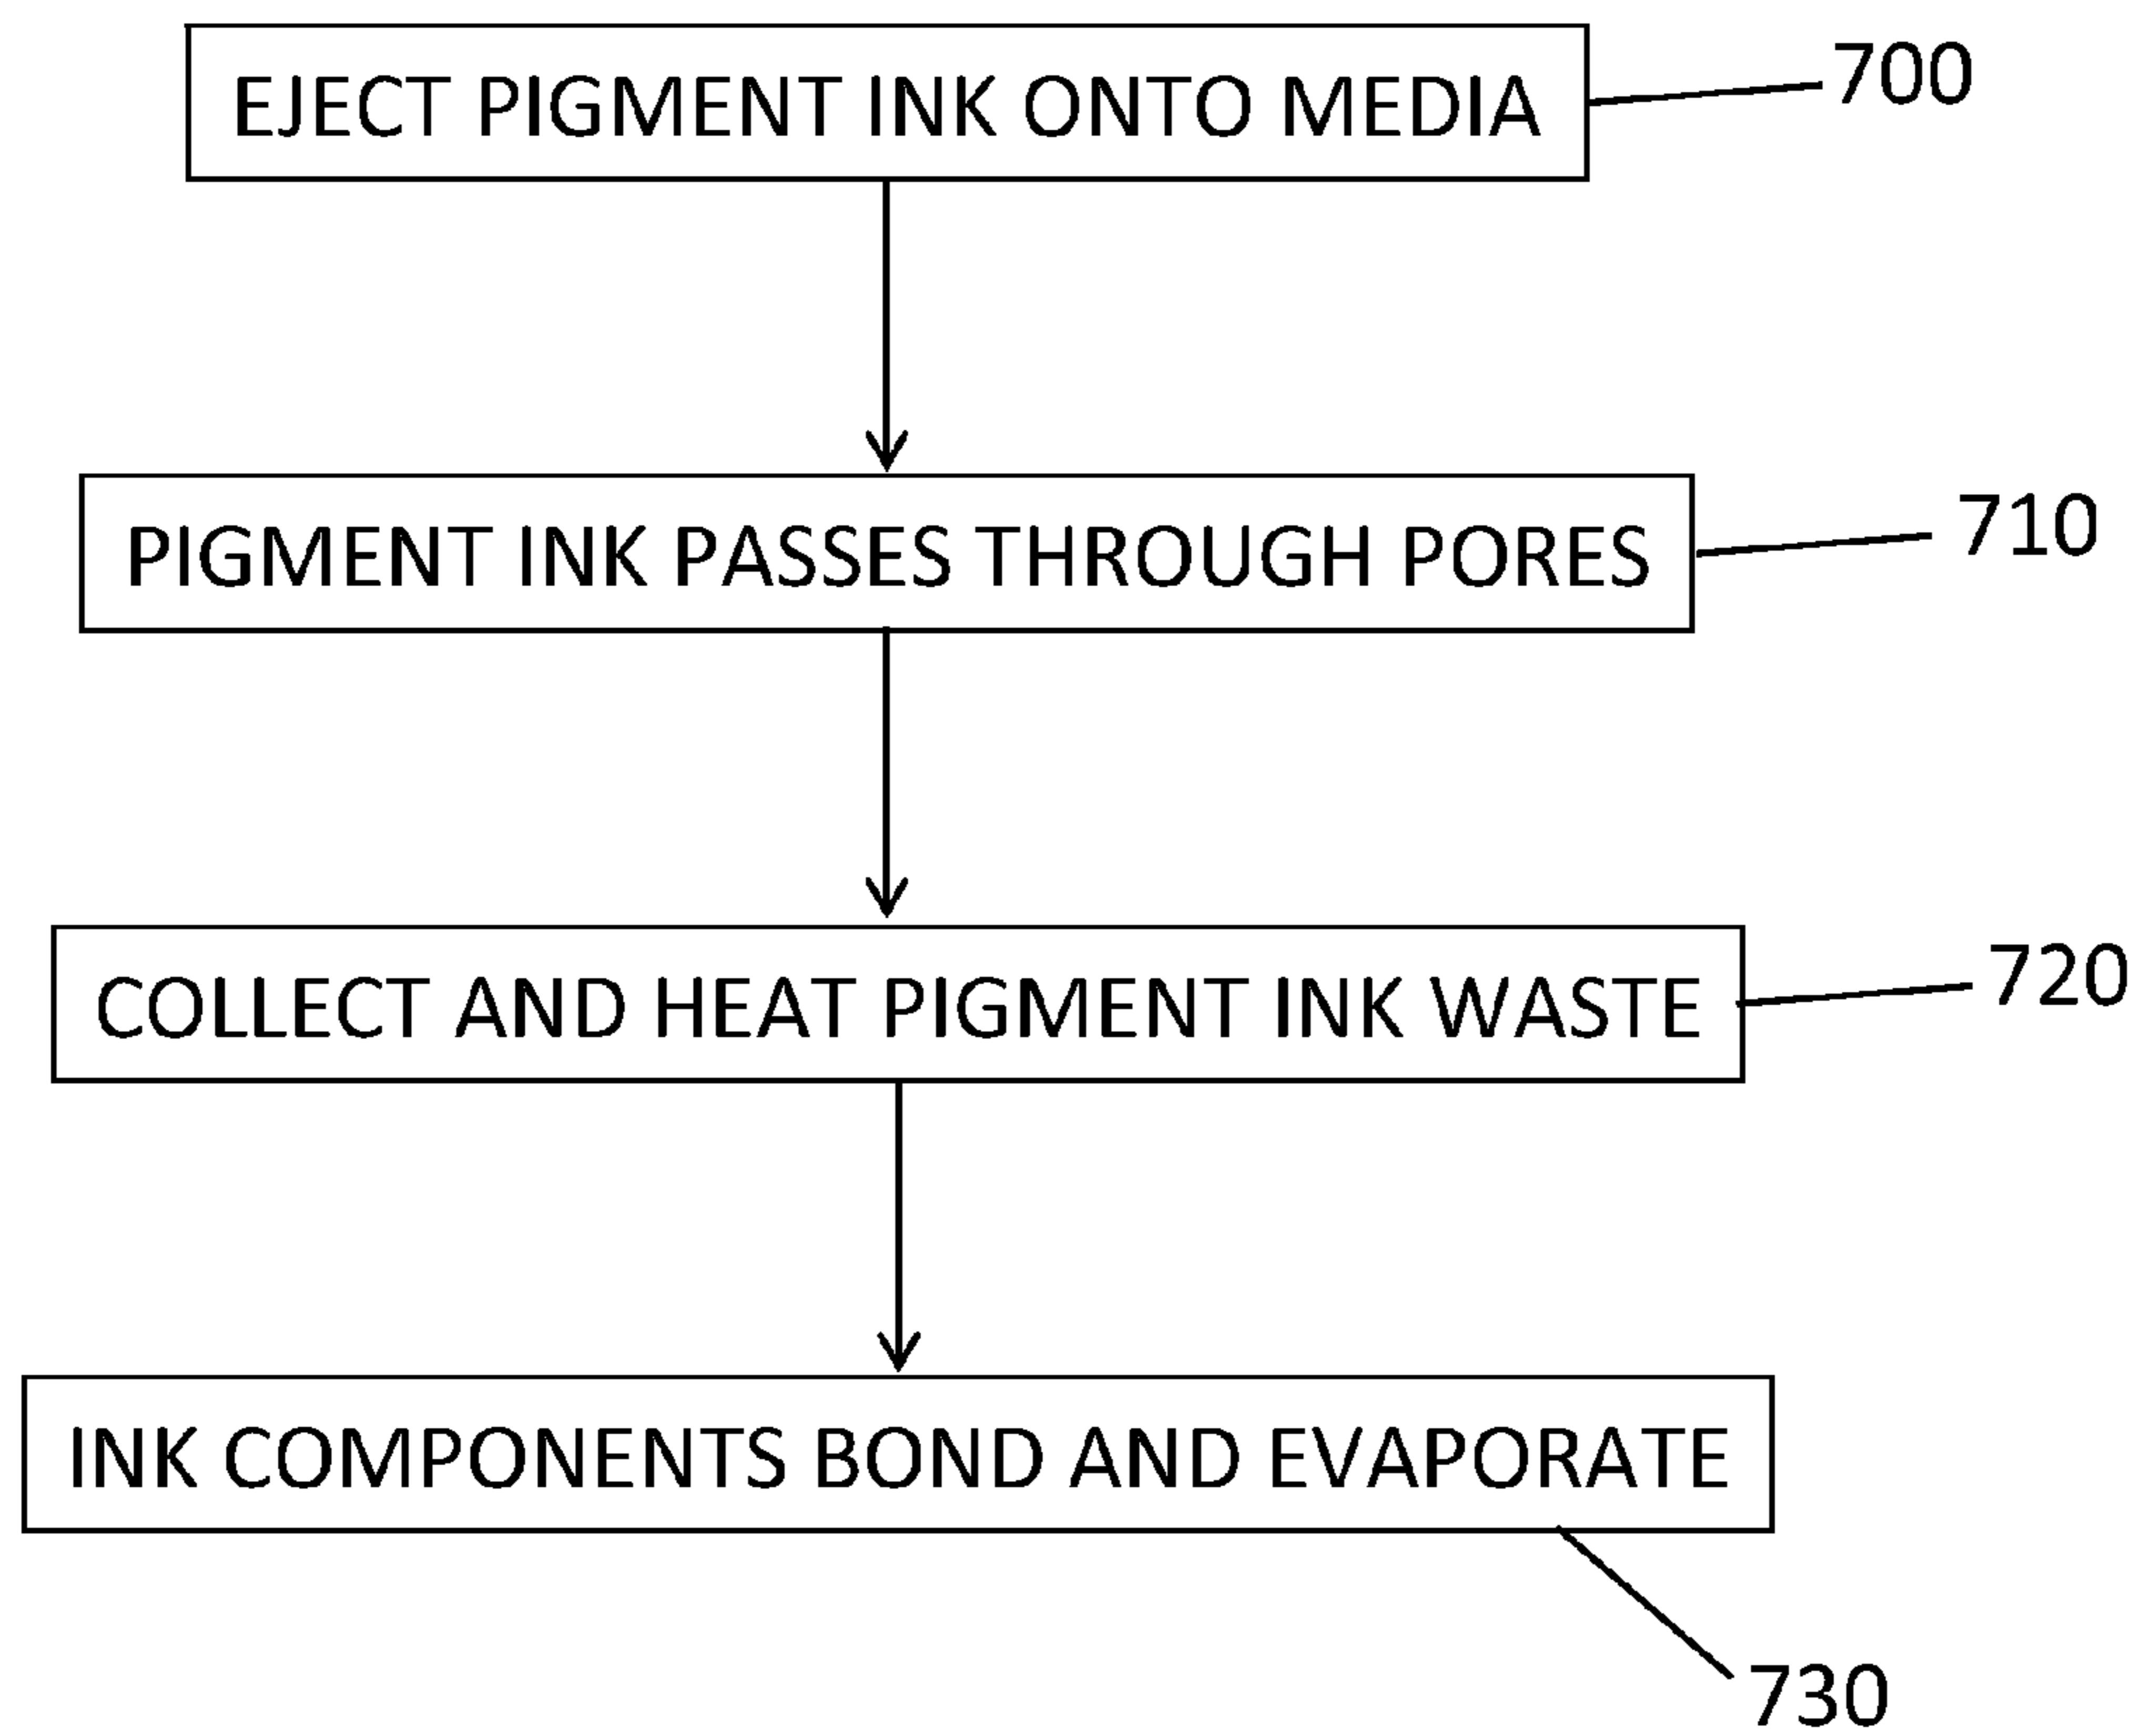 EJECT PIGMENT INK ONTO MEDIA
700
PIGMENT INK PASSES THROUGH PORES
710
COLLECT AND HEAT PIGMENT INK WASTE
720
INK COMPONENTS BOND AND EVAPORATE
730